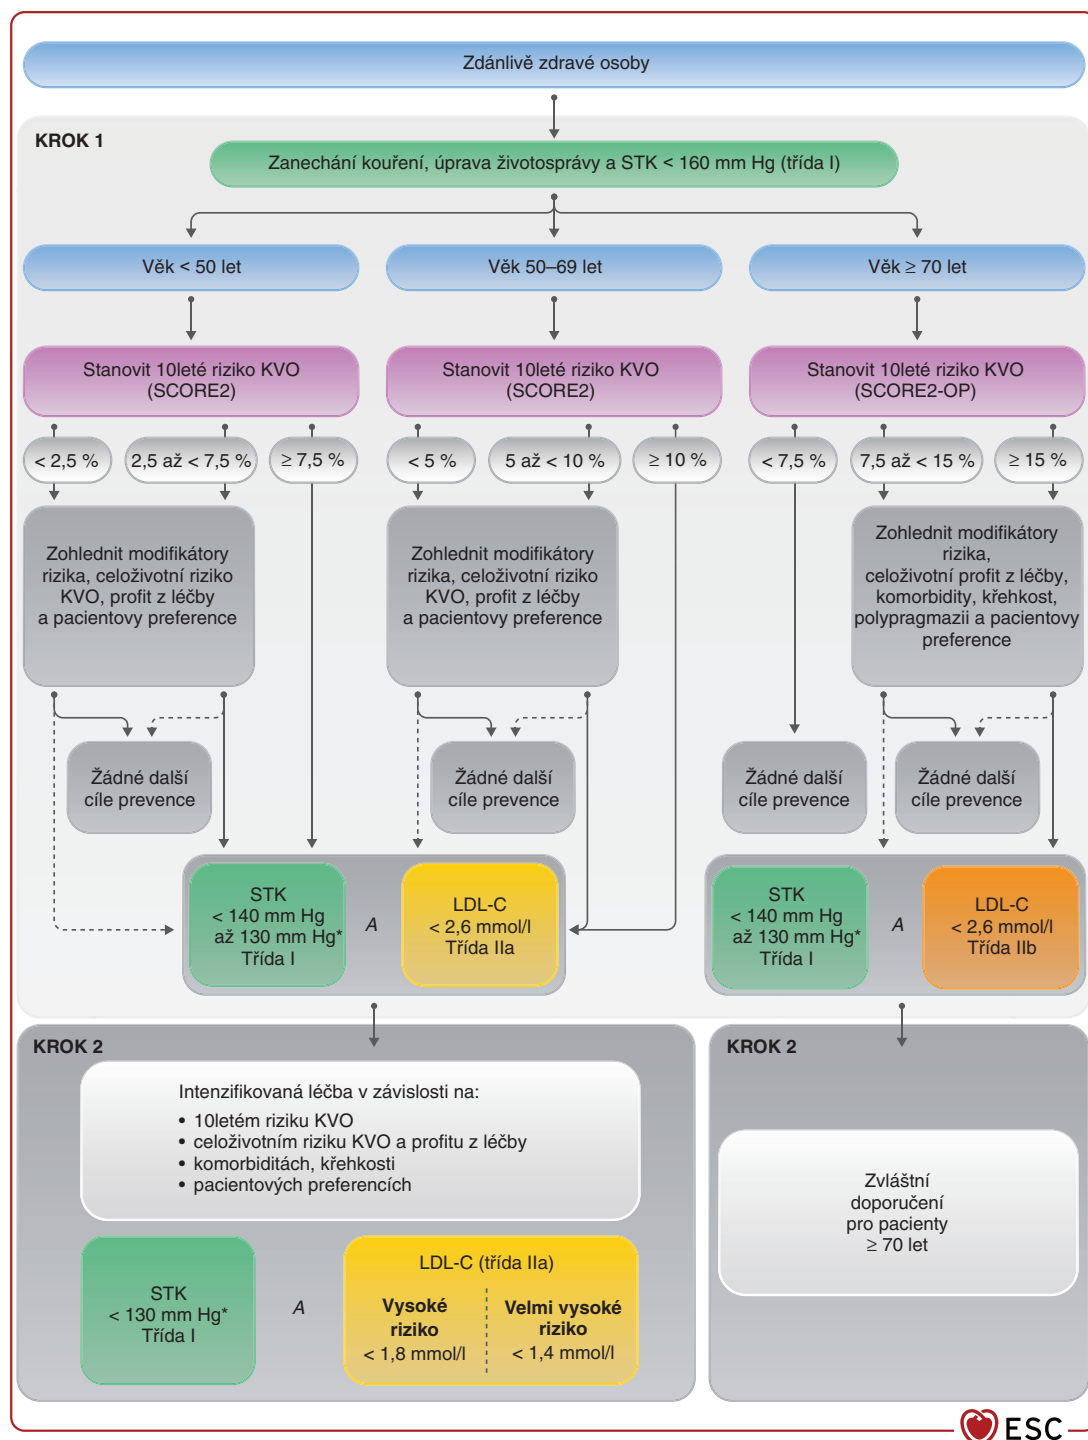 Zdánlivě zdravé osoby
KROK 1
Zanechání kouření, úprava životosprávy a STK < 160 mm Hg (třída I)
Věk < 50 let
Věk 50–69 let
Věk ≥ 70 let
Stanovit 10leté riziko KVO
(SCORE2)
Stanovit 10leté riziko KVO
(SCORE2)
Stanovit 10leté riziko KVO
(SCORE2-OP)
< 2,5 %
2,5 až < 7,5 %
≥ 7,5 %
< 5 %
5 až < 10 %
≥ 10 %
< 7,5 %
7,5 až < 15 %
≥ 15 %
Zohlednit modifikátory
rizika, celoživotní riziko
KVO, profit z léčby
a pacientovy preference
Zohlednit modifikátory
rizika, celoživotní riziko
KVO, profit z léčby
a pacientovy preference
Zohlednit modifikátory
rizika,
celoživotní profit z léčby,
komorbidity, křehkost,
polypragmazii a pacientovy
preference
Žádné další
cíle prevence
Žádné další
cíle prevence
Žádné další
cíle prevence
Žádné další
cíle prevence
STK
< 140 mm Hg
až 130 mm Hg*
Třída I
A
LDL-C
< 2,6 mmol/l
Třída IIa
STK
< 140 mm Hg
až 130 mm Hg*
Třída I
A
LDL-C
< 2,6 mmol/l
Třída IIb
KROK 2
Intenzifikovaná léčba v závislosti na:
• 10letém riziku KVO
• celoživotním riziku KVO a profitu z léčby
• komorbiditách, křehkosti
• pacientových preferencích
STK
< 130 mm Hg*
Třída I
A
LDL-C (třída IIa)
Vysoké
riziko
< 1,8 mmol/l
Velmi vysoké
riziko
< 1,4 mmol/l
KROK 2
Zvláštní
doporučení
pro pacienty
≥ 70 let
ESC